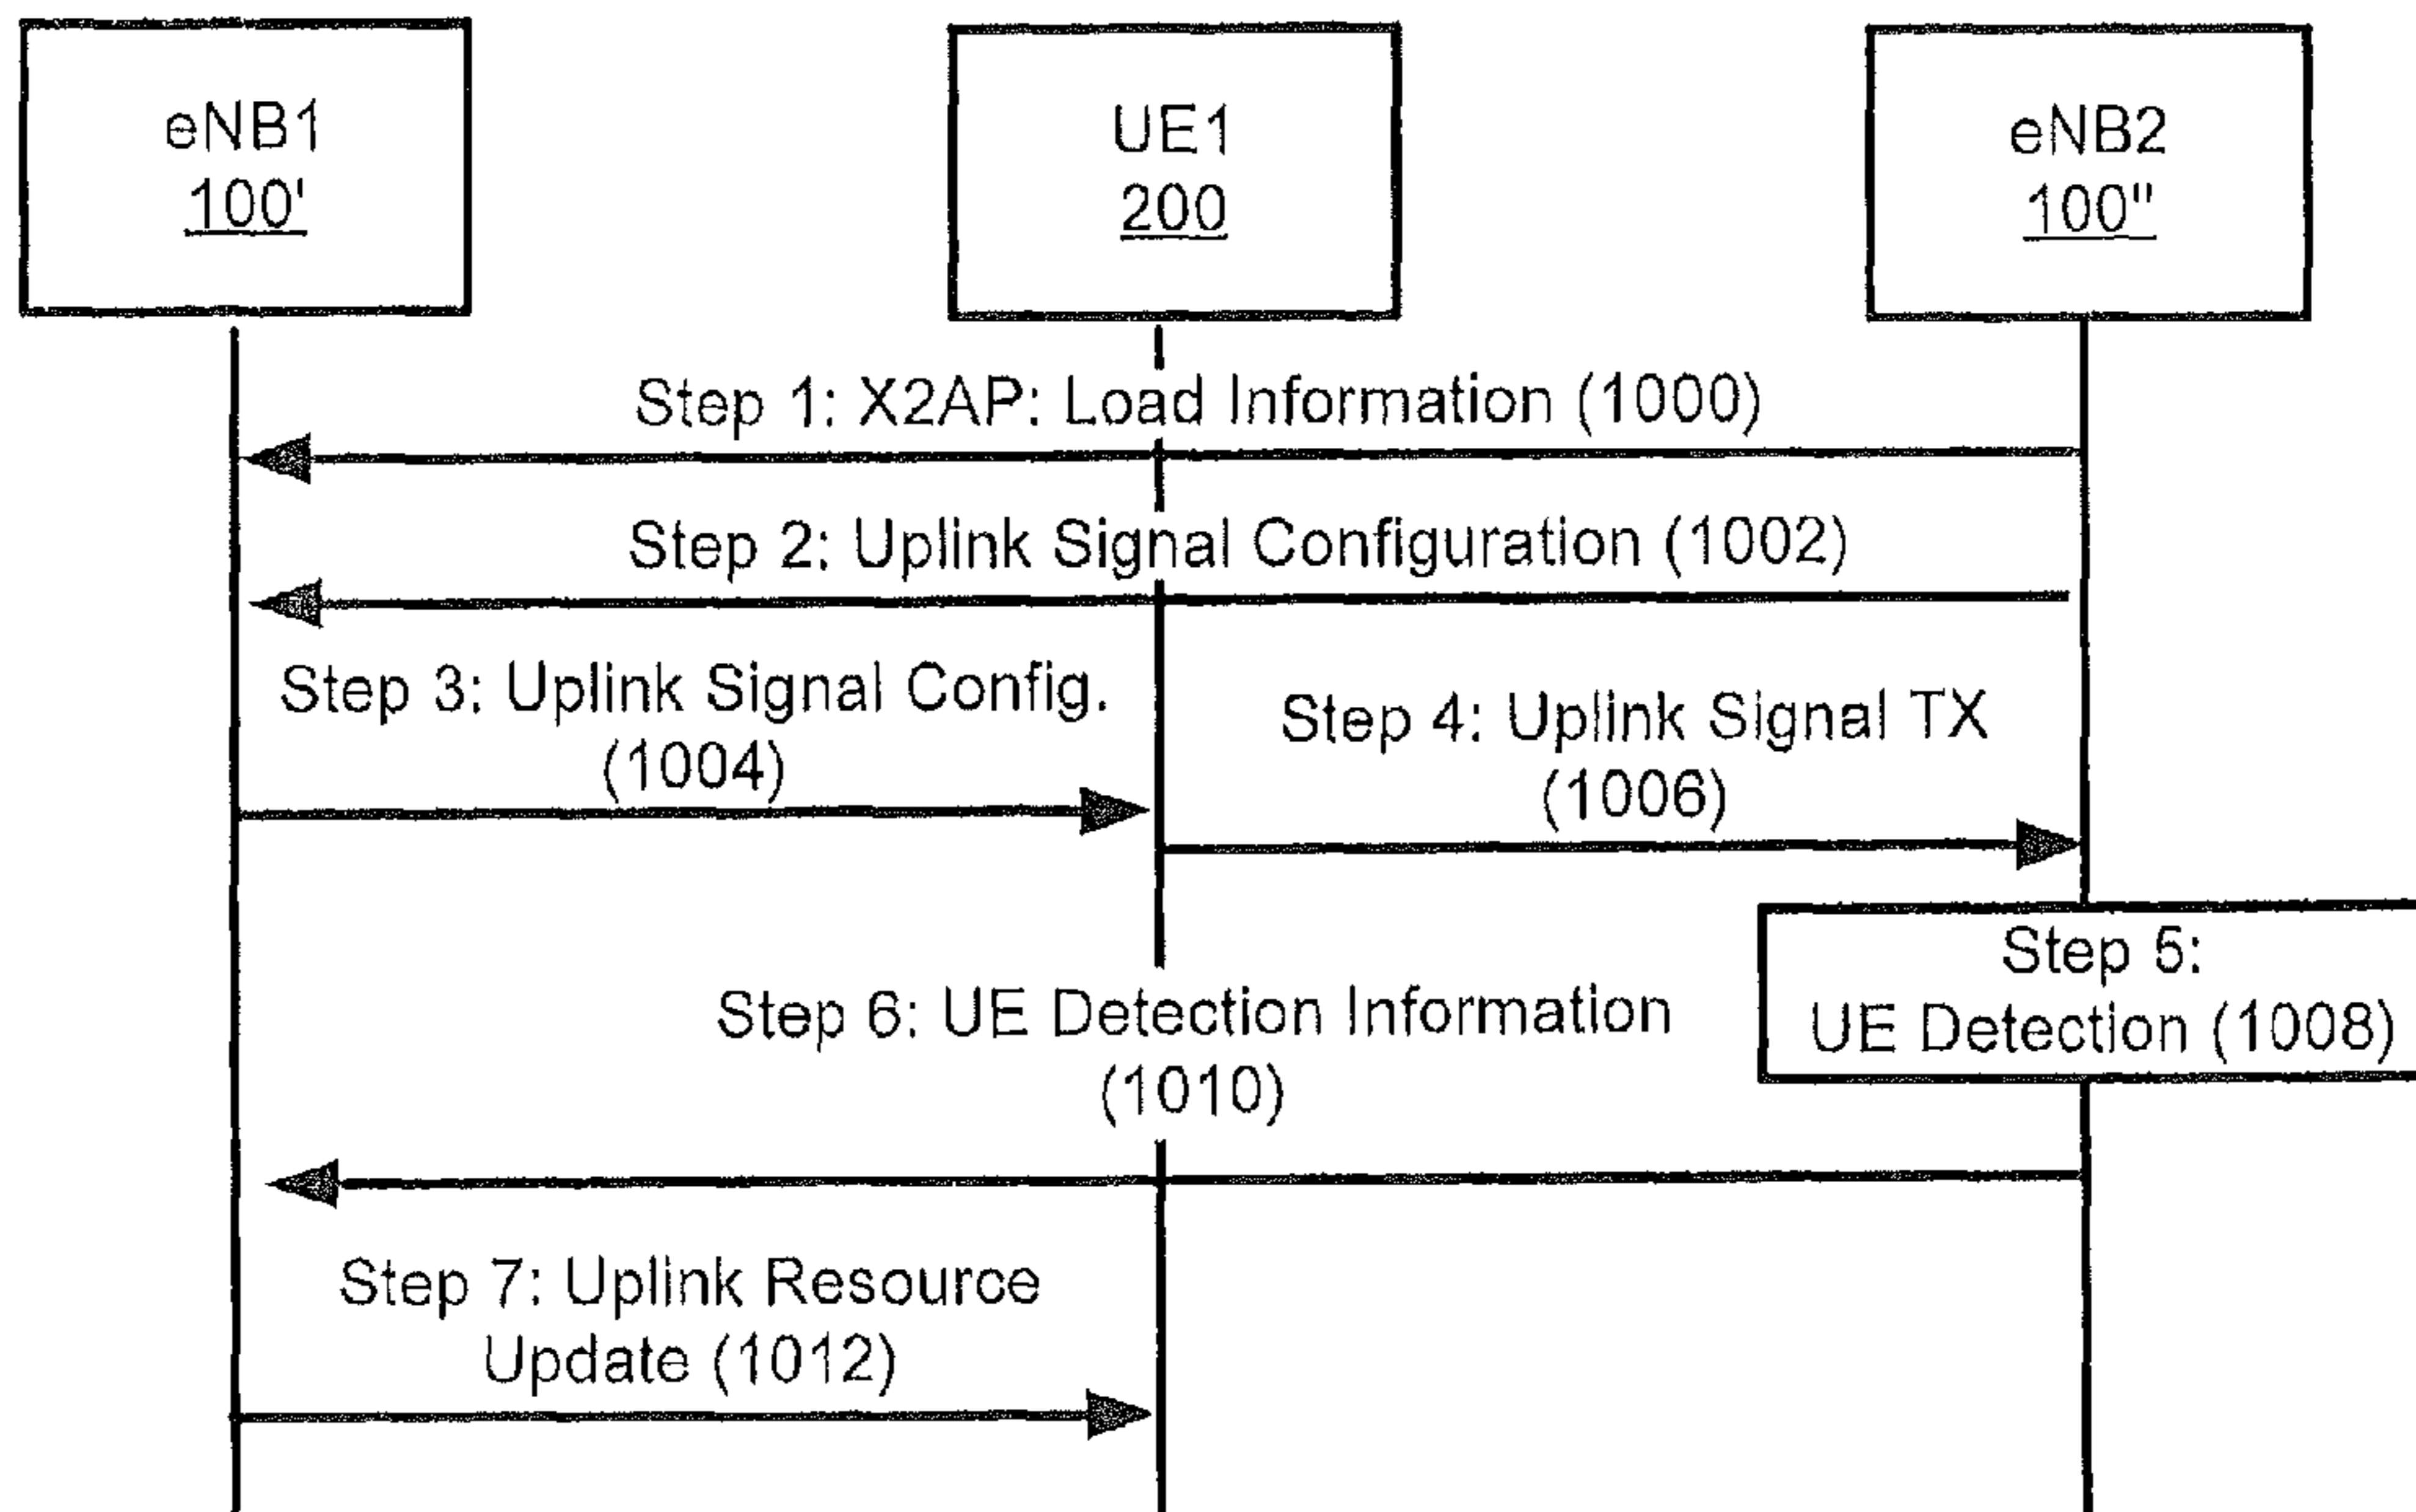 eNB1
100'
UE1
200
eNB2
100"
Step 1: X2AP: Load Information (1000)
Step 2: Uplink Signal Configuration (1002)
Step 3: Uplink Signal Config.
(1004)
Step 4: Uplink Signal TX
(1006)
Step 5:
UE Detection (1008)
Step 6: UE Detection Information
(1010)
Step 7: Uplink Resource
Update (1012)